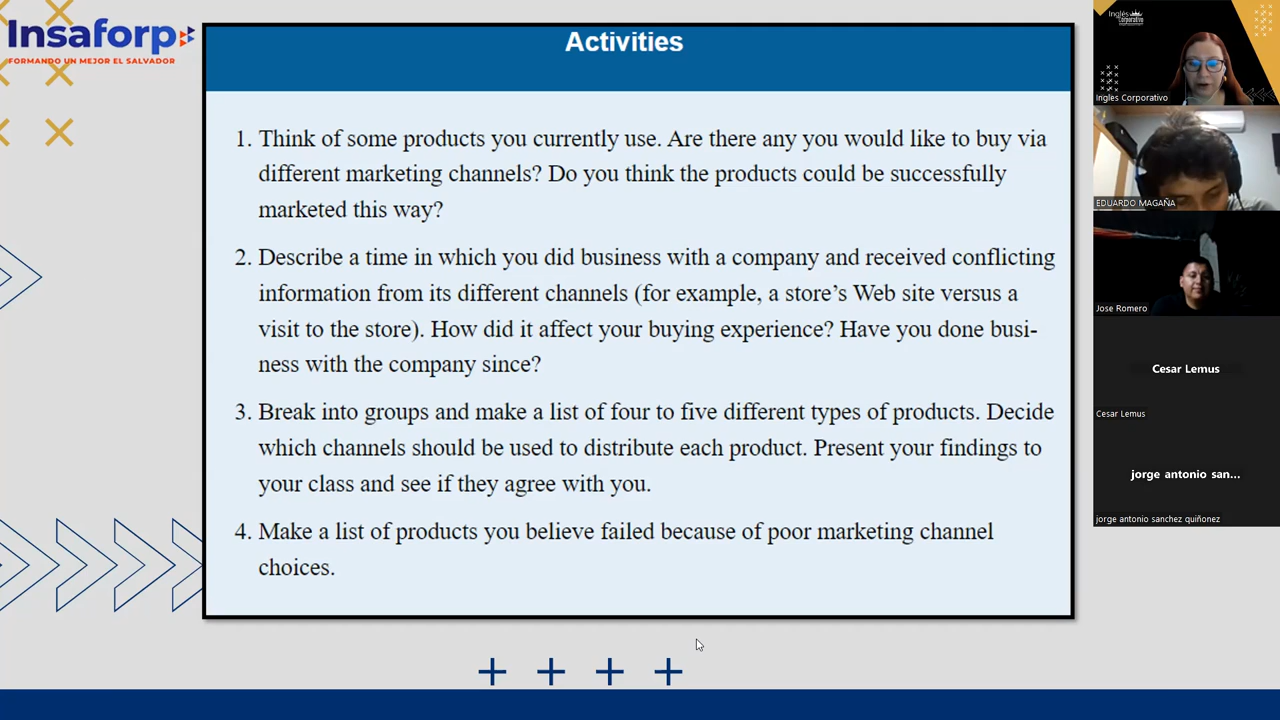 Insaforp
FORMANDO UN MEJOR EL SALVADOR
Activities
1. Think of some products you currently use. Are there any you would like to buy via
different marketing channels? Do you think the products could be successfully
marketed this way?
2. Describe a time in which you did business with a company and received conflicting
information from its different channels (for example, a store's Web site versus a
visit to the store). How did it affect your buying experience? Have you done busi-
ness with the company since?
3. Break into groups and make a list of four to five different types of products. Decide
which channels should be used to distribute each product. Present your findings to
your class and see if they agree with you.
4. Make a list of products you believe failed because of poor marketing channel
choices.
Inglés
Corporativo
Ingles Corporativo
EDUARDO MAGAÑA
Jose Romero
Cesar Lemus
Cesar Lemus
jorge antonio san...
jorge antonio sanchez quiñonez